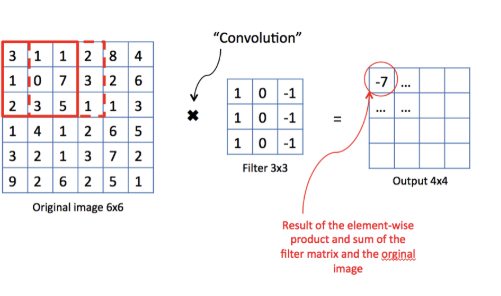 "Convolution"
3 1 1 2 8 4
1 0 7 3 2 6
2 3 5 1 1 3
1 4 1 2 6 5
3 2 1 3 7 2
9 2 6 2 5 1
Original image 6x6
×
1 0 -1
1 0 -1
1 0 -1
Filter 3x3
=
-7 ...
... ...
Output 4x4
Result of the element-wise
product and sum of the
filter matrix and the orginal
image